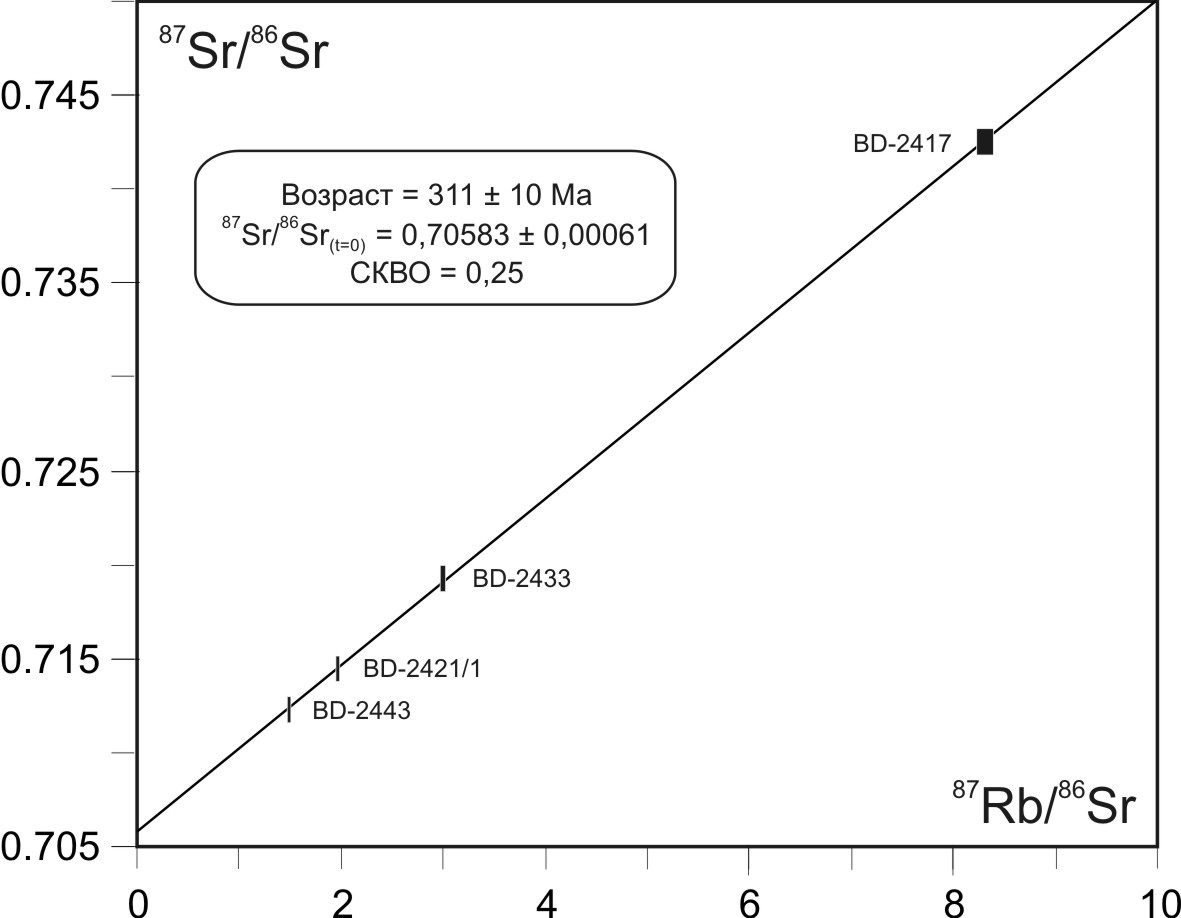 ⁸⁷Sr/⁸⁶Sr
0.745
BD-2417
Возраст = 311 ± 10 Ma
⁸⁷Sr/⁸⁶Sr(t=0) = 0,70583 ± 0,00061
СКВО = 0,25
0.735
0.725
BD-2433
0.715
BD-2421/1
BD-2443
⁸⁷Rb/⁸⁶Sr
0.705
0 2 4 6 8 10